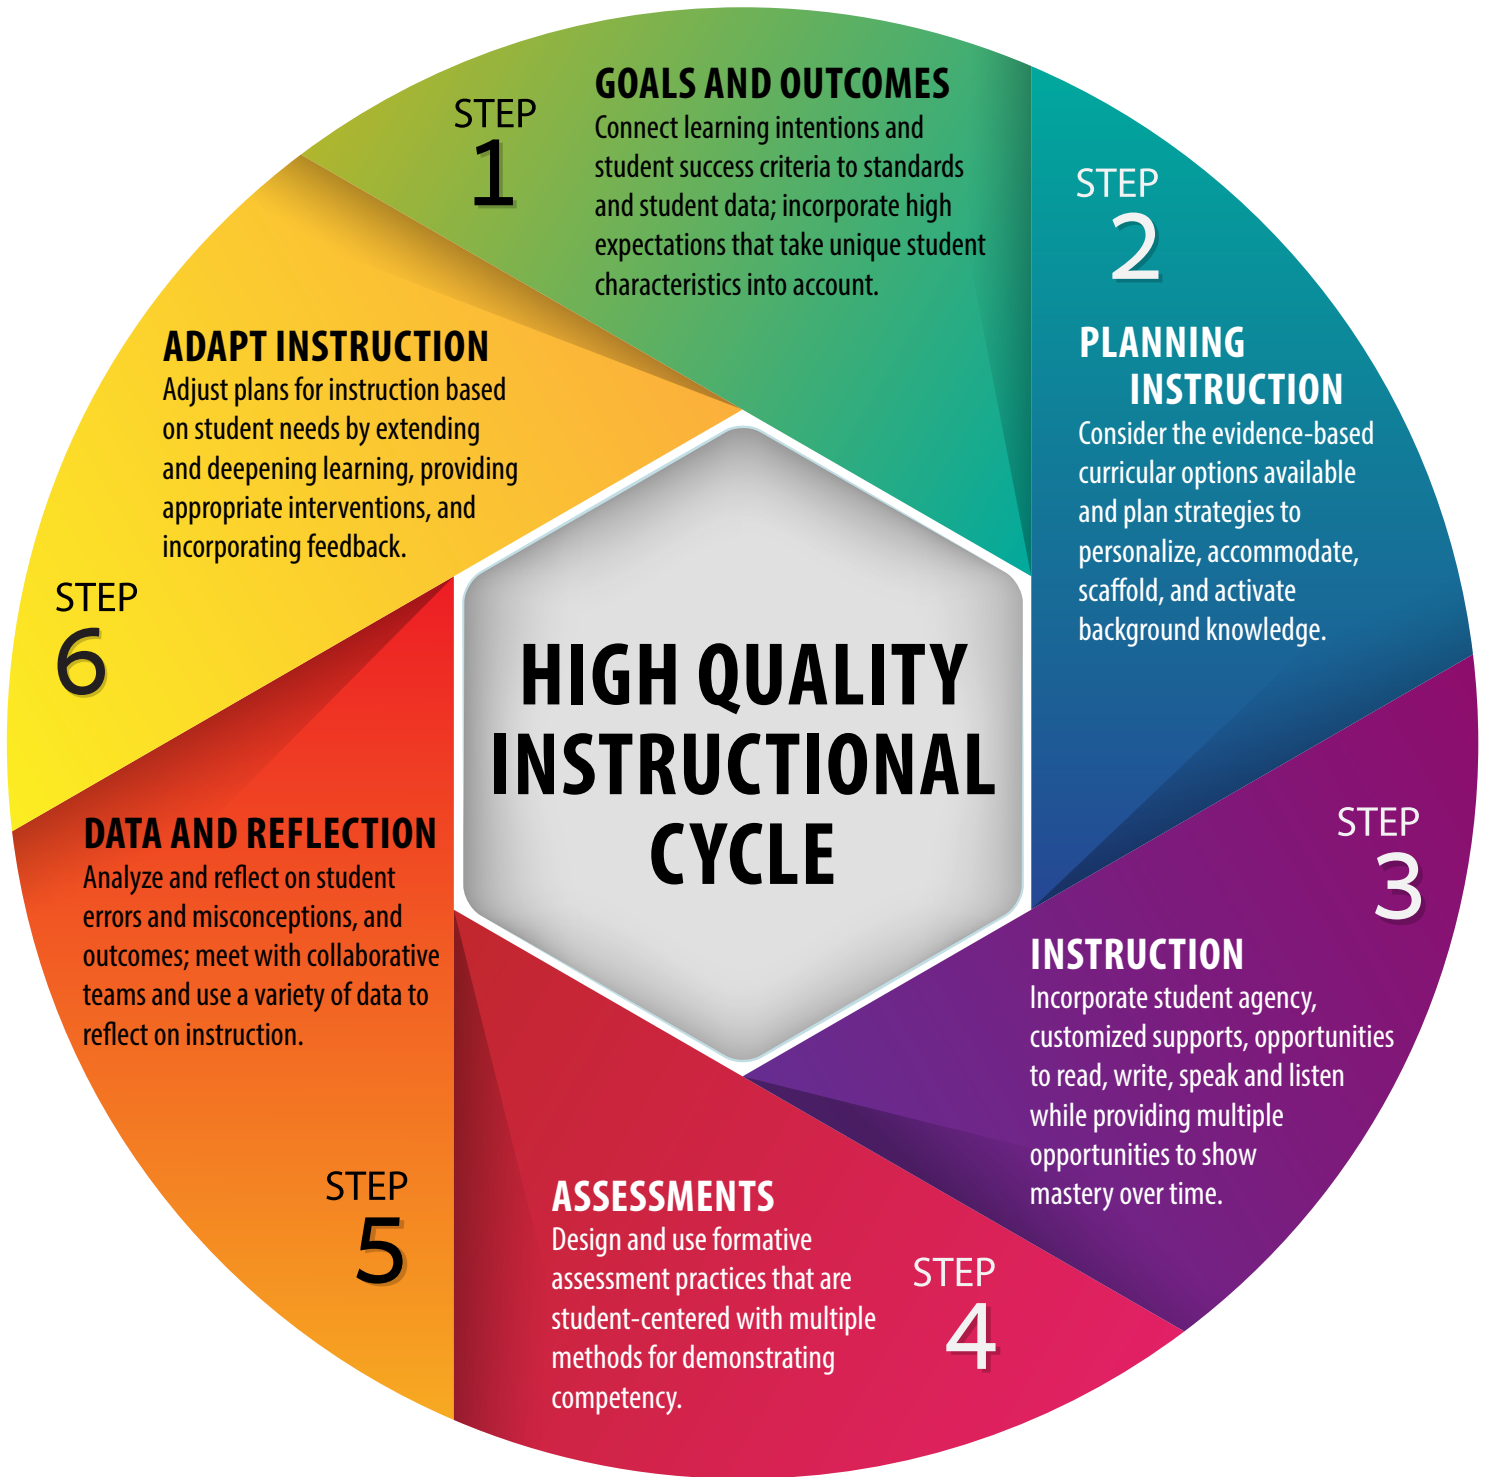 STEP
1
GOALS AND OUTCOMES
Connect learning intentions and
student success criteria to standards
and student data; incorporate high
expectations that take unique student
characteristics into account.
STEP
2
PLANNING
INSTRUCTION
Consider the evidence-based
curricular options available
and plan strategies to
personalize, accommodate,
scaffold, and activate
background knowledge.
STEP
3
INSTRUCTION
Incorporate student agency,
customized supports, opportunities
to read, write, speak and listen
while providing multiple
opportunities to show
mastery over time.
ASSESSMENTS
Design and use formative
assessment practices that are
student-centered with multiple
methods for demonstrating
competency.
STEP
4
DATA AND REFLECTION
Analyze and reflect on student
errors and misconceptions, and
outcomes; meet with collaborative
teams and use a variety of data to
reflect on instruction.
STEP
5
ADAPT INSTRUCTION
Adjust plans for instruction based
on student needs by extending
and deepening learning, providing
appropriate interventions, and
incorporating feedback.
STEP
6
HIGH QUALITY
INSTRUCTIONAL
CYCLE